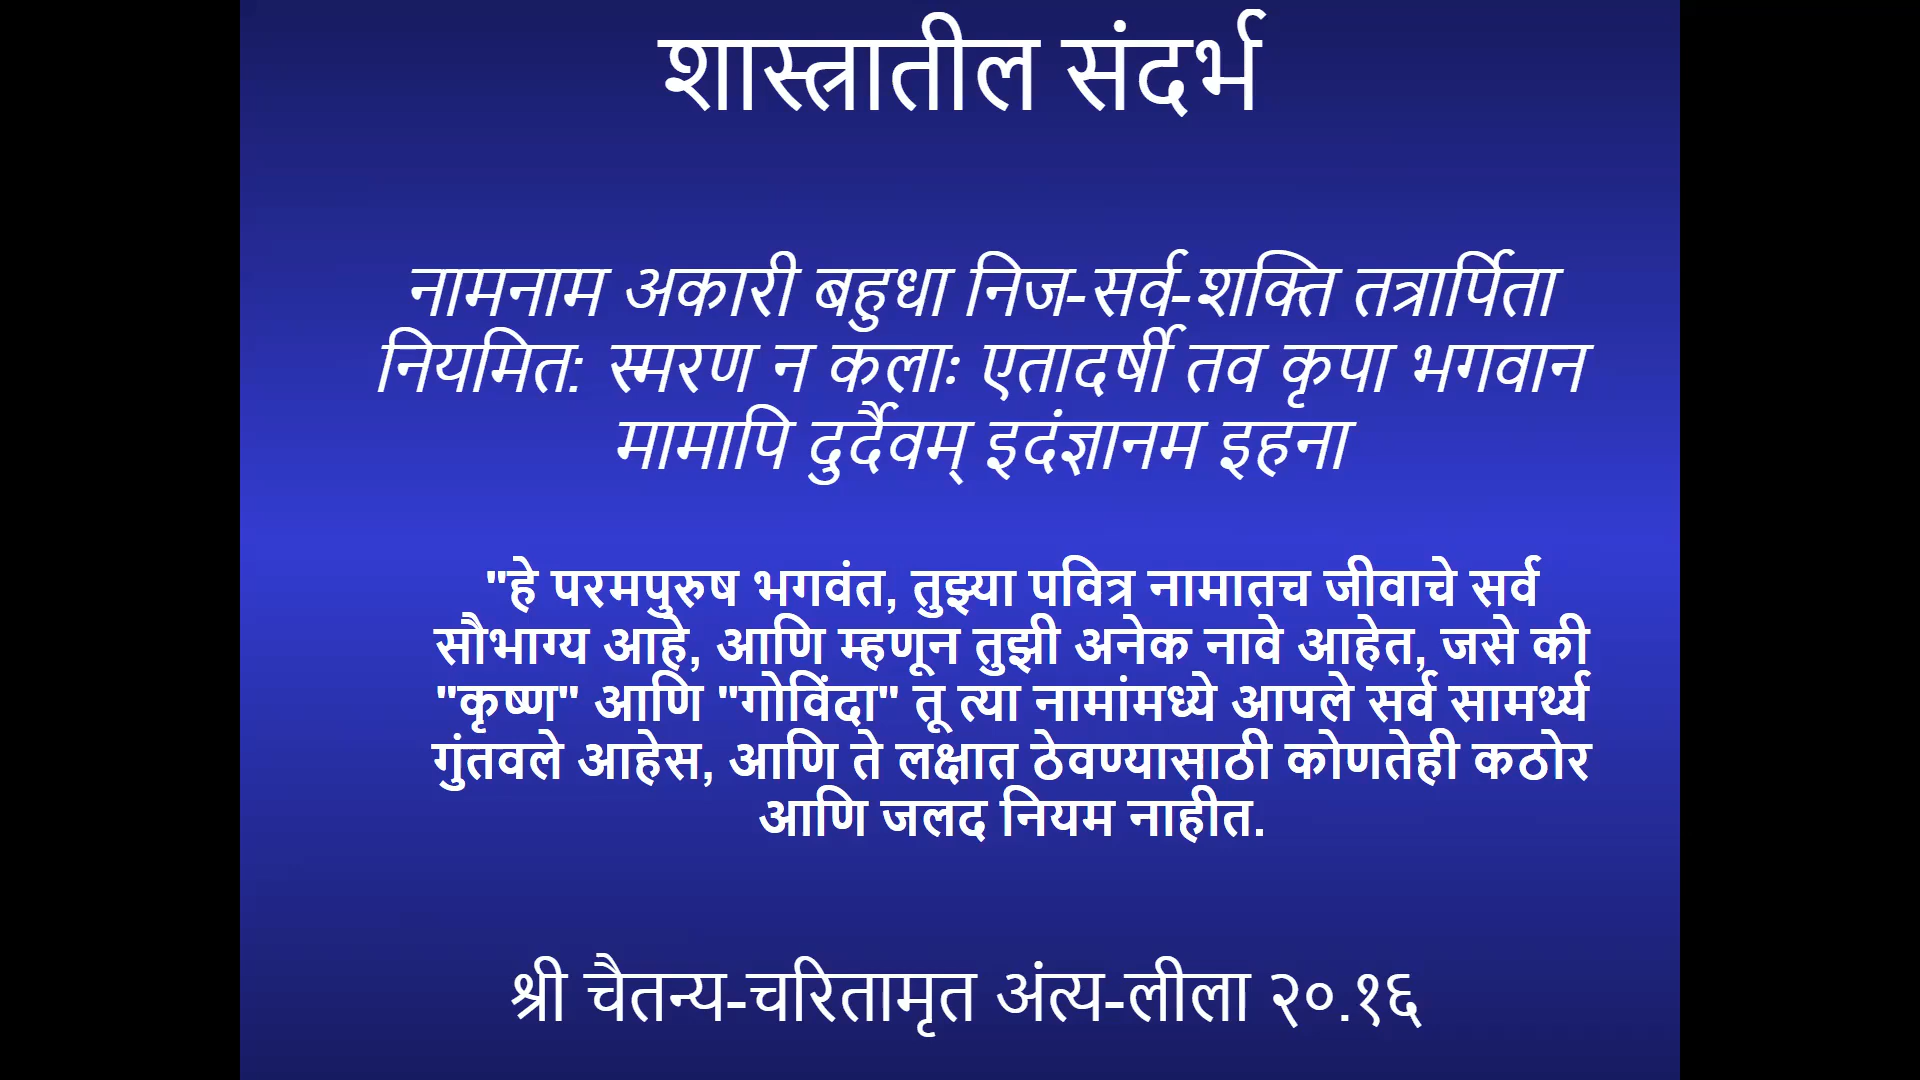 शास्त्रातील संदर्भ
नामनाम अकारी बहुधा निज-सर्व-शक्ति तत्रार्पिता
नियमित: स्मरण न कलाः एतादर्षी तव कृपा भगवान
मामापि दुर्दैवम् इदंज्ञानम इहना
"हे परमपुरुष भगवंत, तुझ्या पवित्र नामातच जीवाचे सर्व
सौभाग्य आहे, आणि म्हणून तुझी अनेक नावे आहेत, जसे की
"कृष्ण" आणि "गोविंदा" तू त्या नामांमध्ये आपले सर्व सामर्थ्य
गुंतवले आहेस, आणि ते लक्षात ठेवण्यासाठी कोणतेही कठोर
आणि जलद नियम नाहीत.
श्री चैतन्य-चरितामृत अंत्य-लीला २०.१६